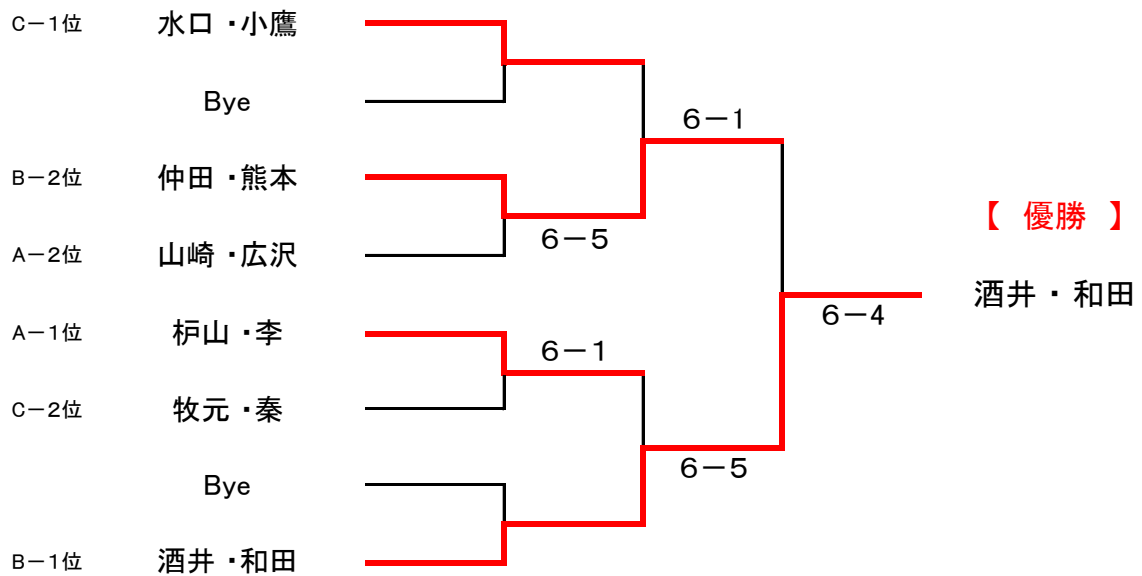 C－1位 水口・小鷹
Bye
6－1
B－2位 仲田・熊本
【 優勝 】
6－5
A－2位 山崎・広沢
酒井・和田
6－4
A－1位 枦山・李
6－1
C－2位 牧元・秦
6－5
Bye
B－1位 酒井・和田